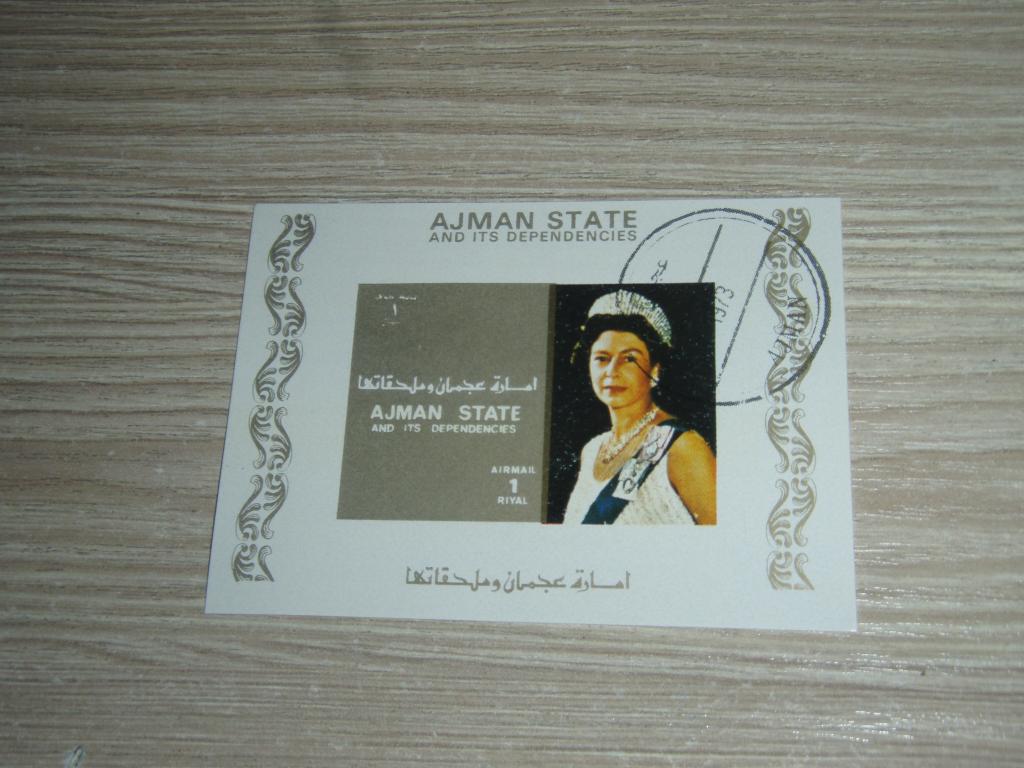 AJMAN STATE
AND ITS DEPENDENCIES
1973
AJMAN
١
امارة عجمان وملحقاتها
AJMAN STATE
AND ITS DEPENDENCIES
AIRMAIL
1
RIYAL
امارة عجمان وملحقاتها